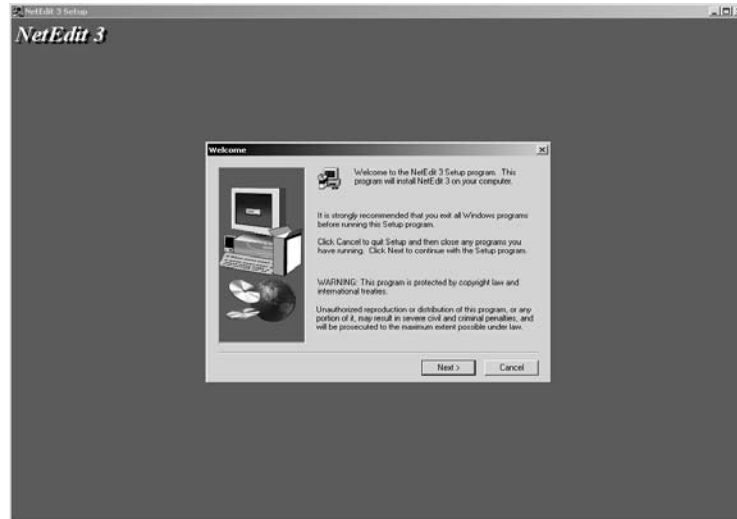 NetEdit 3 Setup
NetEdit 3
Welcome
Welcome to the NetEdit 3 Setup program. This
program will install NetEdit 3 on your computer.
It is strongly recommended that you exit all Windows programs
before running this Setup program.
Click Cancel to quit Setup and then close any programs you
have running. Click Next to continue with the Setup program.
WARNING: This program is protected by copyright law and
international treaties.
Unauthorized reproduction or distribution of this program, or any
portion of it, may result in severe civil and criminal penalties, and
will be prosecuted to the maximum extent possible under law.
Next >
Cancel